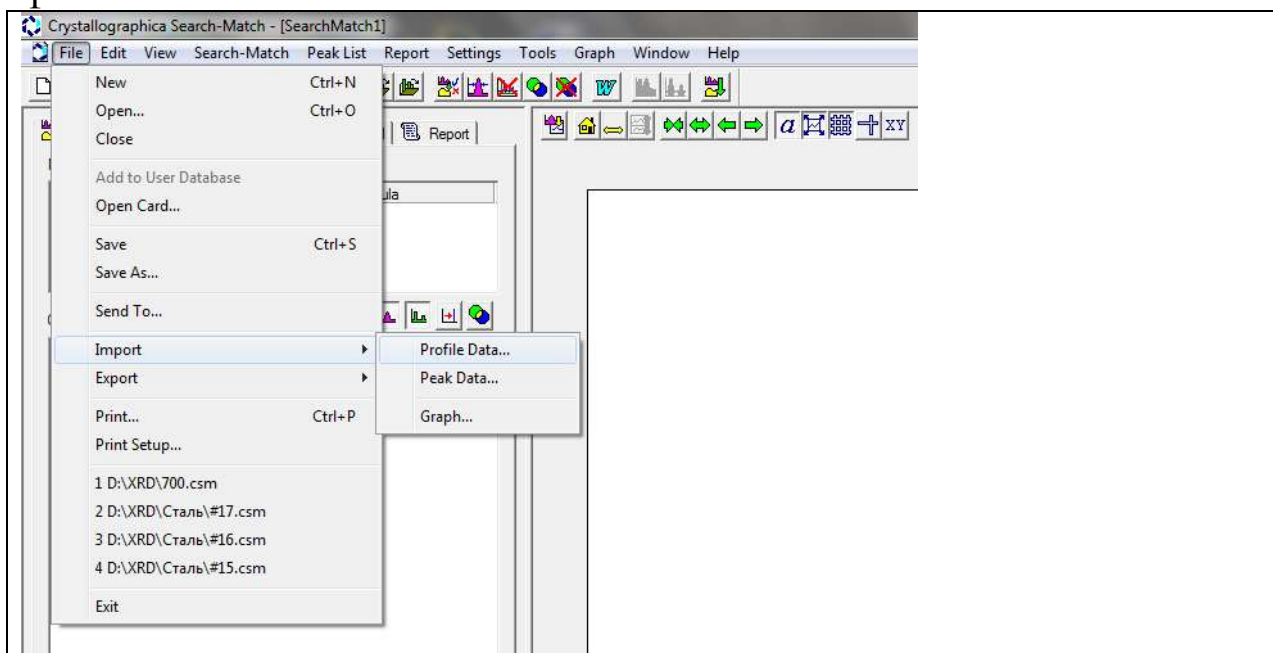 Crystallographica Search-Match - [SearchMatch1]
File Edit View Search-Match Peak List Report Settings Tools Graph Window Help
New Ctrl+N
Open... Ctrl+O
Close
Report
Add to User Database
Open Card...
Save Ctrl+S
Save As...
Send To...
Import
Profile Data...
Export
Peak Data...
Print... Ctrl+P
Graph...
Print Setup...
1 D:\XRD\700.csm
2 D:\XRD\Сталь\#17.csm
3 D:\XRD\Сталь\#16.csm
4 D:\XRD\Сталь\#15.csm
Exit
W
a
XY